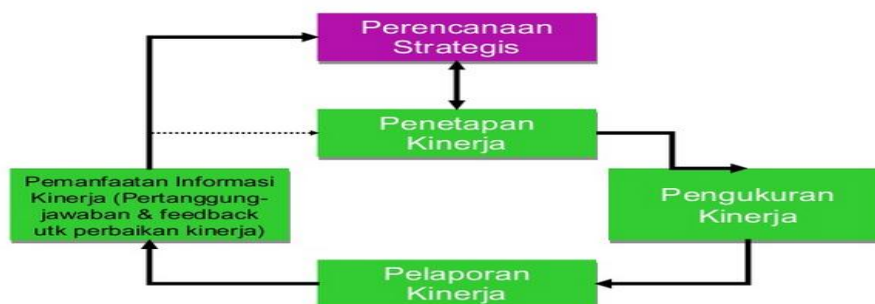 Perencanaan
Strategis
Penetapan
Kinerja
Pemanfaatan Informasi
Kinerja (Pertanggung-
jawaban & feedback
utk perbaikan kinerja)
Pengukuran
Kinerja
Pelaporan
Kinerja